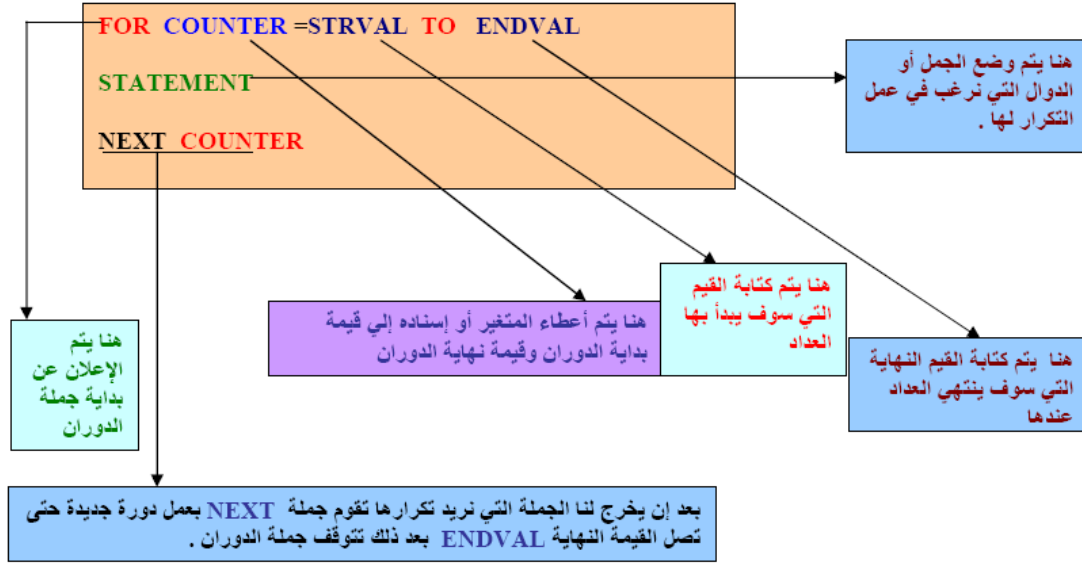 FOR COUNTER =STRVAL TO ENDVAL
STATEMENT
NEXT COUNTER
هنا يتم وضع الجمل أو
الدوال التي نرغب في عمل
التكرار لها .
هنا يتم كتابة القيم
التي سوف يبدأ بها
العداد
هنا يتم أعطاء المتغير أو إسناده إلي قيمة
بداية الدوران وقيمة نهاية الدوران
هنا يتم كتابة القيم النهاية
التي سوف ينتهي العداد
عندها
هنا يتم
الإعلان عن
بداية جملة
الدوران
بعد إن يخرج لنا الجملة التي نريد تكرارها تقوم جملة NEXT بعمل دورة جديدة حتى
تصل القيمة النهاية ENDVAL بعد ذلك تتوقف جملة الدوران .